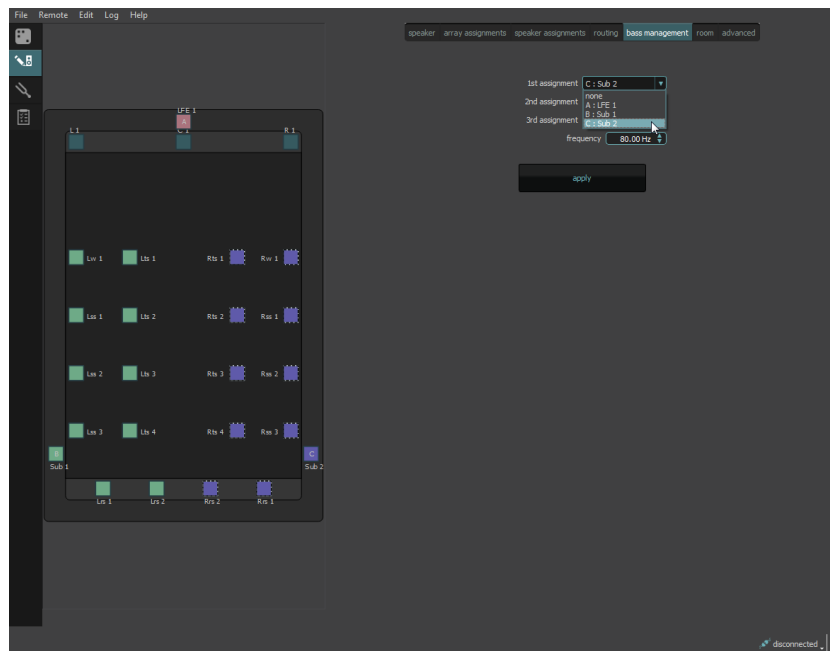 File Remote Edit Log Help
speaker array assignments speaker assignments routing bass management room advanced
1st assignment C : Sub 2
none
2nd assignment A : LFE 1
B : Sub 1
3rd assignment C : Sub 2
frequency 80.00 Hz
apply
LFE 1
A
L 1 C 1 R 1
Lw 1 Lts 1 Rts 1 Rw 1
Lss 1 Lts 2 Rts 2 Rss 1
Lss 2 Lts 3 Rts 3 Rss 2
Lss 3 Lts 4 Rts 4 Rss 3
B C
Sub 1 Sub 2
Lrs 1 Lrs 2 Rrs 2 Rrs 1
disconnected